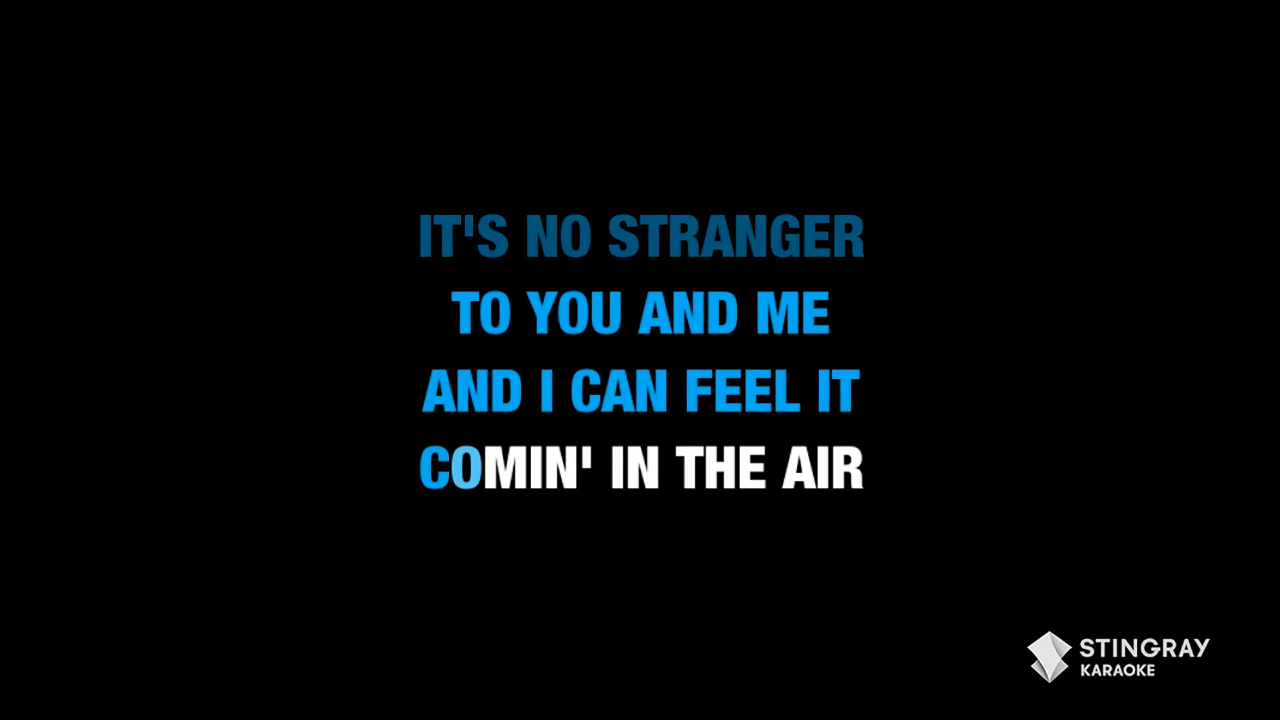 IT'S NO STRANGER
TO YOU AND ME
AND I CAN FEEL IT
COMIN' IN THE AIR
STINGRAY
KARAOKE